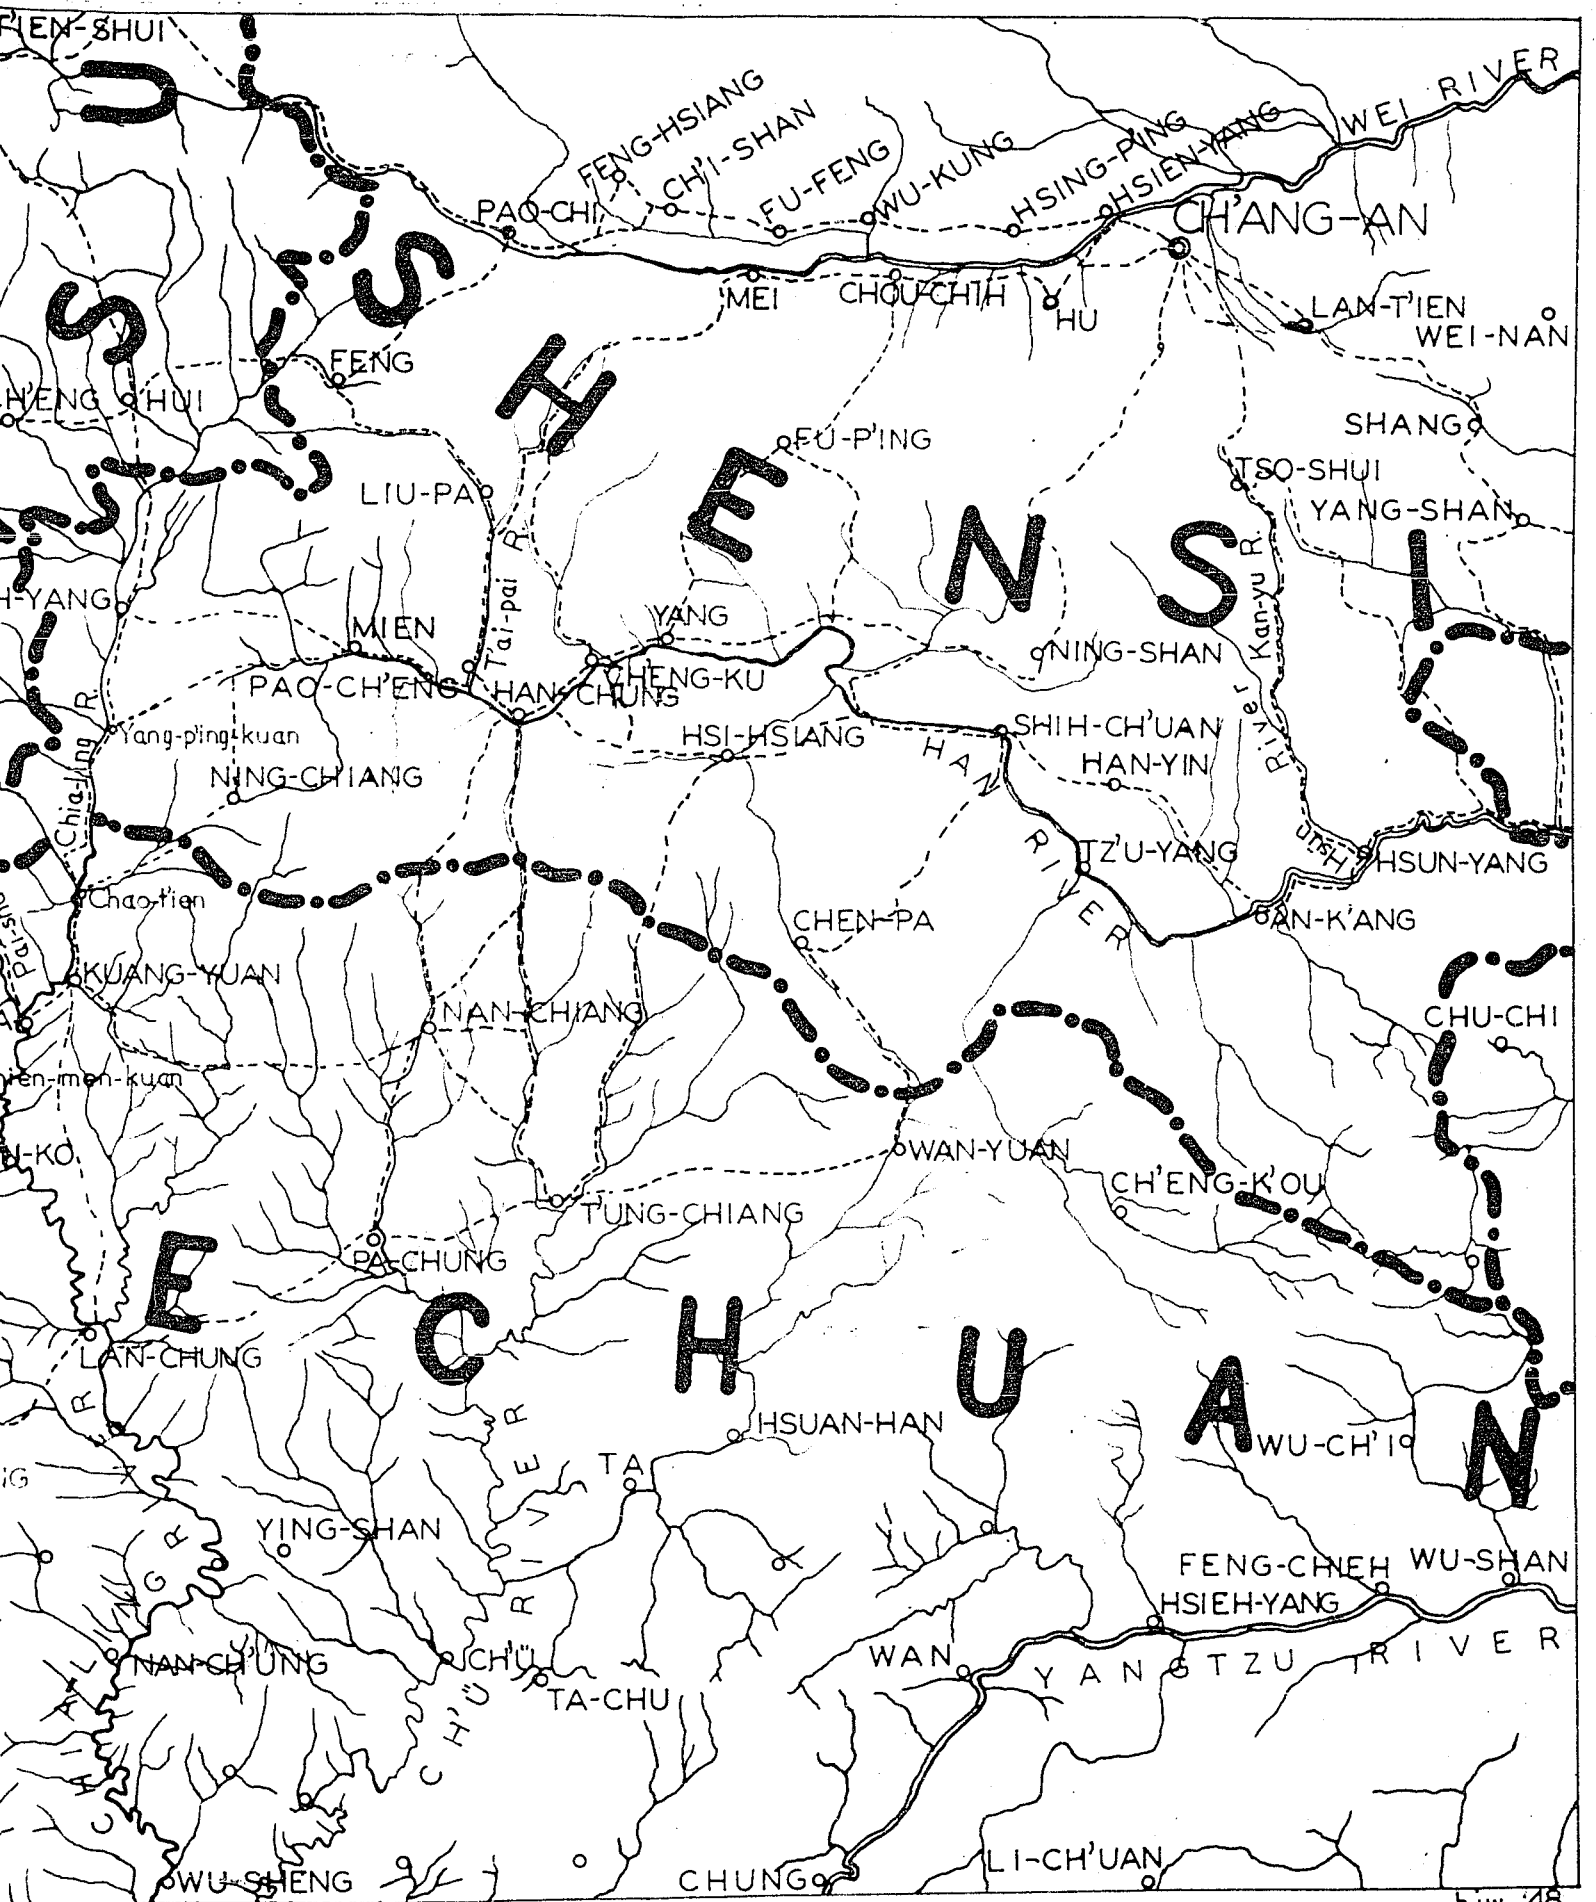 WEI RIVER
FENG-HSIANG
CH'I-SHAN
FU-FENG
WU-KUNG
HSING-P'ING
HSIEN-YANG
PAO-CHI
CH'ANG-AN
MEI
CHOU-CHIH
HU
LAN-T'IEN
WEI-NAN
U
S
SHENSI
FENG
HUI
SHANG
FU-P'ING
TSO-SHUI
LIU-PA
YANG-SHAN
Tai-pai R
Kan-yu R.
MIEN
YANG
NING-SHAN
PAO-CH'ENG
HAN-CHUNG
CH'ENG-KU
Yang-p'ing-kuan
HSI-HSIANG
SHIH-CH'UAN
HAN-YIN
NING-CHIANG
HAN RIVER
Hsun River
Chia-ling R
TZ'U-YANG
HSUN-YANG
Chao-t'ien
CHEN-PA
AN-K'ANG
KUANG-YUAN
NAN-CHIANG
CHU-CHI
WAN-YUAN
CH'ENG-K'OU
T'UNG-CHIANG
PA-CHUNG
ECHUAN
LAN-CHUNG
HSUAN-HAN
WU-CH'I
TA
YING-SHAN
FENG-CHIEH
WU-SHAN
HSIEH-YANG
NAN-CH'UNG
CH'Ü
TA-CHU
CH'Ü RIVER
WAN
YANGTZU RIVER
WU-SHENG
CHUNG
LI-CH'UAN